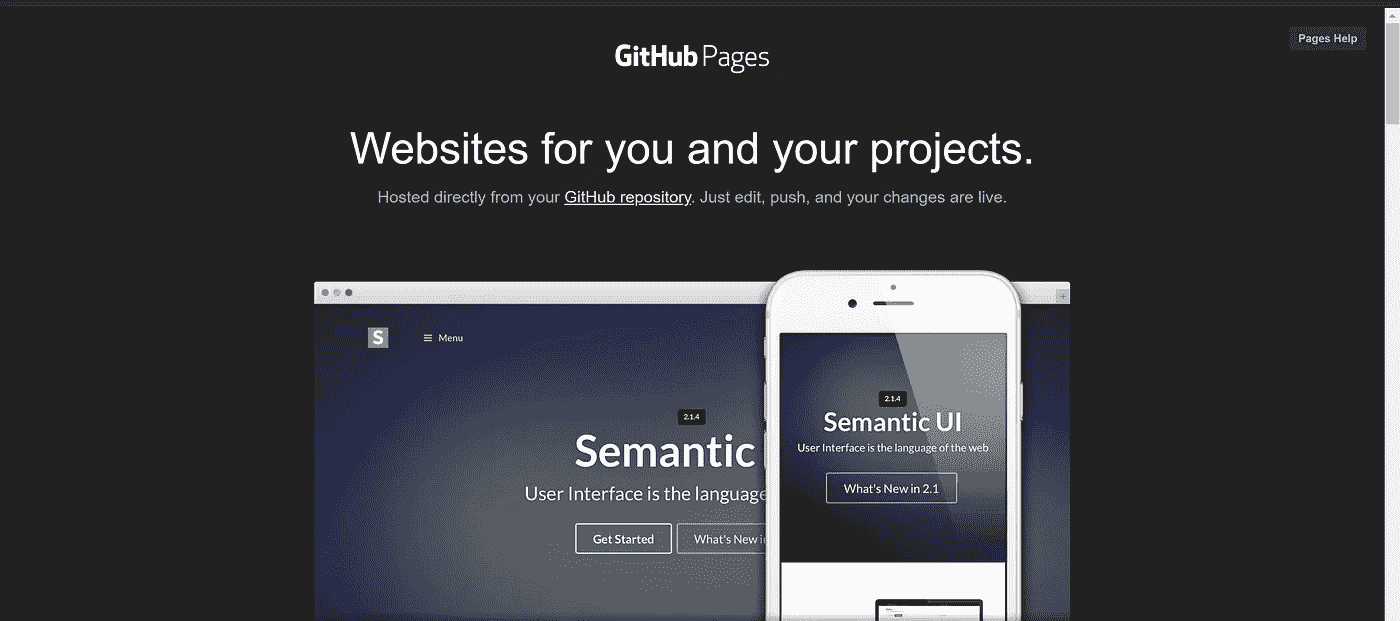 Pages Help
GitHub Pages
Websites for you and your projects.
Hosted directly from your GitHub repository. Just edit, push, and your changes are live.
S
Menu
2.1.4
Semantic
User Interface is the language
Get Started
What's New in
2.1.4
Semantic UI
User Interface is the language of the web
What's New in 2.1